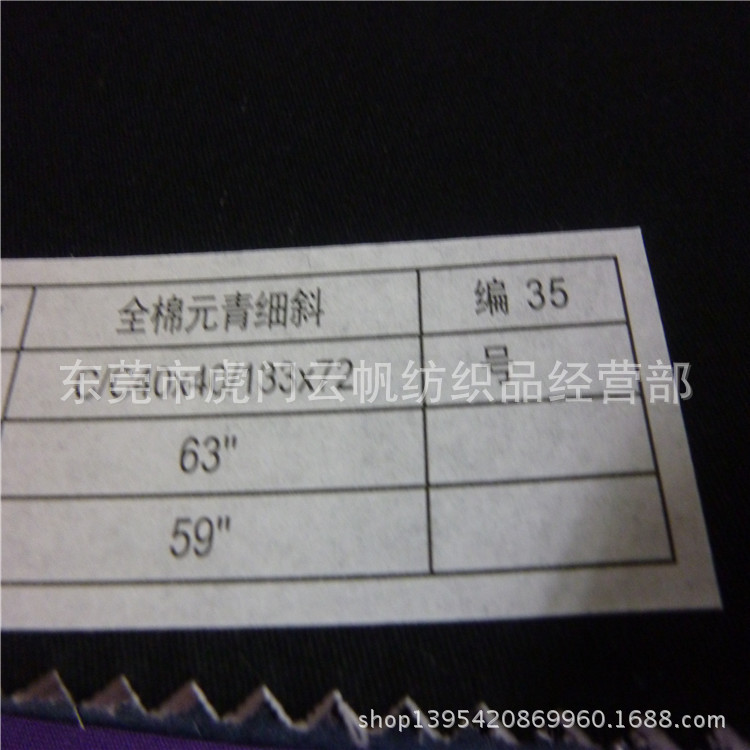 全棉元青细斜 编 35
号
133x72
东莞市虎门云帆纺织品经营部
63"
59"
shop1395420869960.1688.com